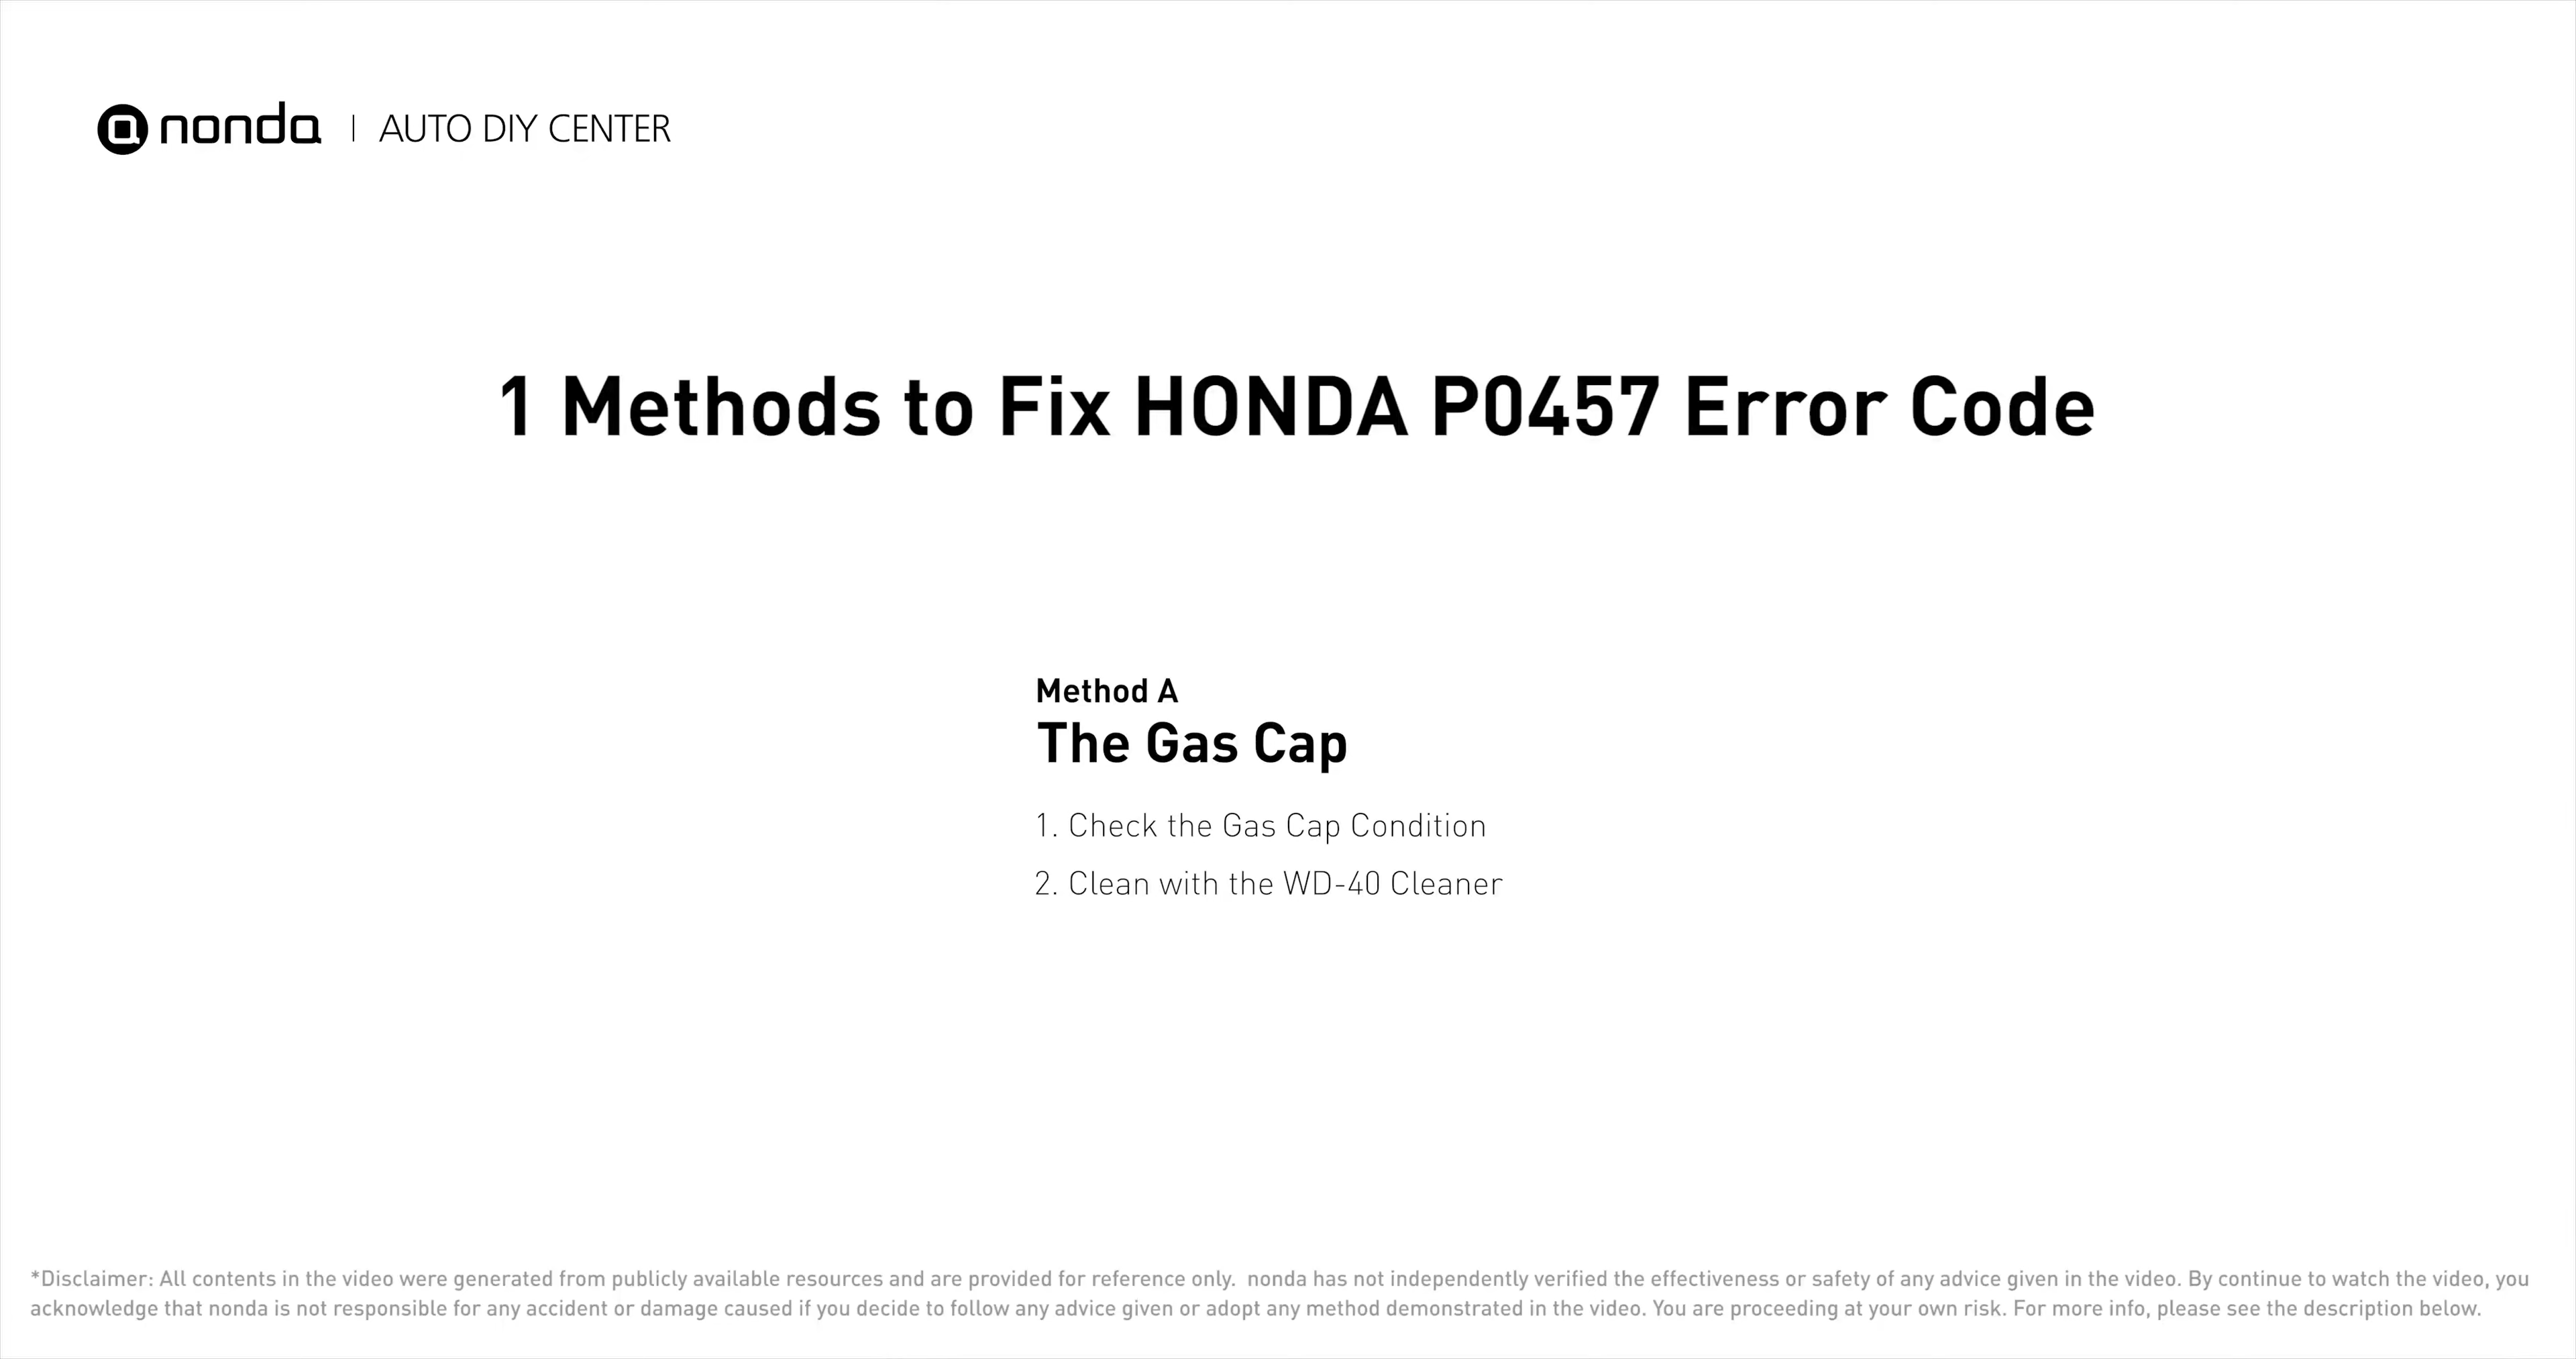 nonda | AUTO DIY CENTER
1 Methods to Fix HONDA P0457 Error Code
Method A
The Gas Cap
1. Check the Gas Cap Condition
2. Clean with the WD-40 Cleaner
*Disclaimer: All contents in the video were generated from publicly available resources and are provided for reference only. nonda has not independently verified the effectiveness or safety of any advice given in the video. By continue to watch the video, you
acknowledge that nonda is not responsible for any accident or damage caused if you decide to follow any advice given or adopt any method demonstrated in the video. You are proceeding at your own risk. For more info, please see the description below.